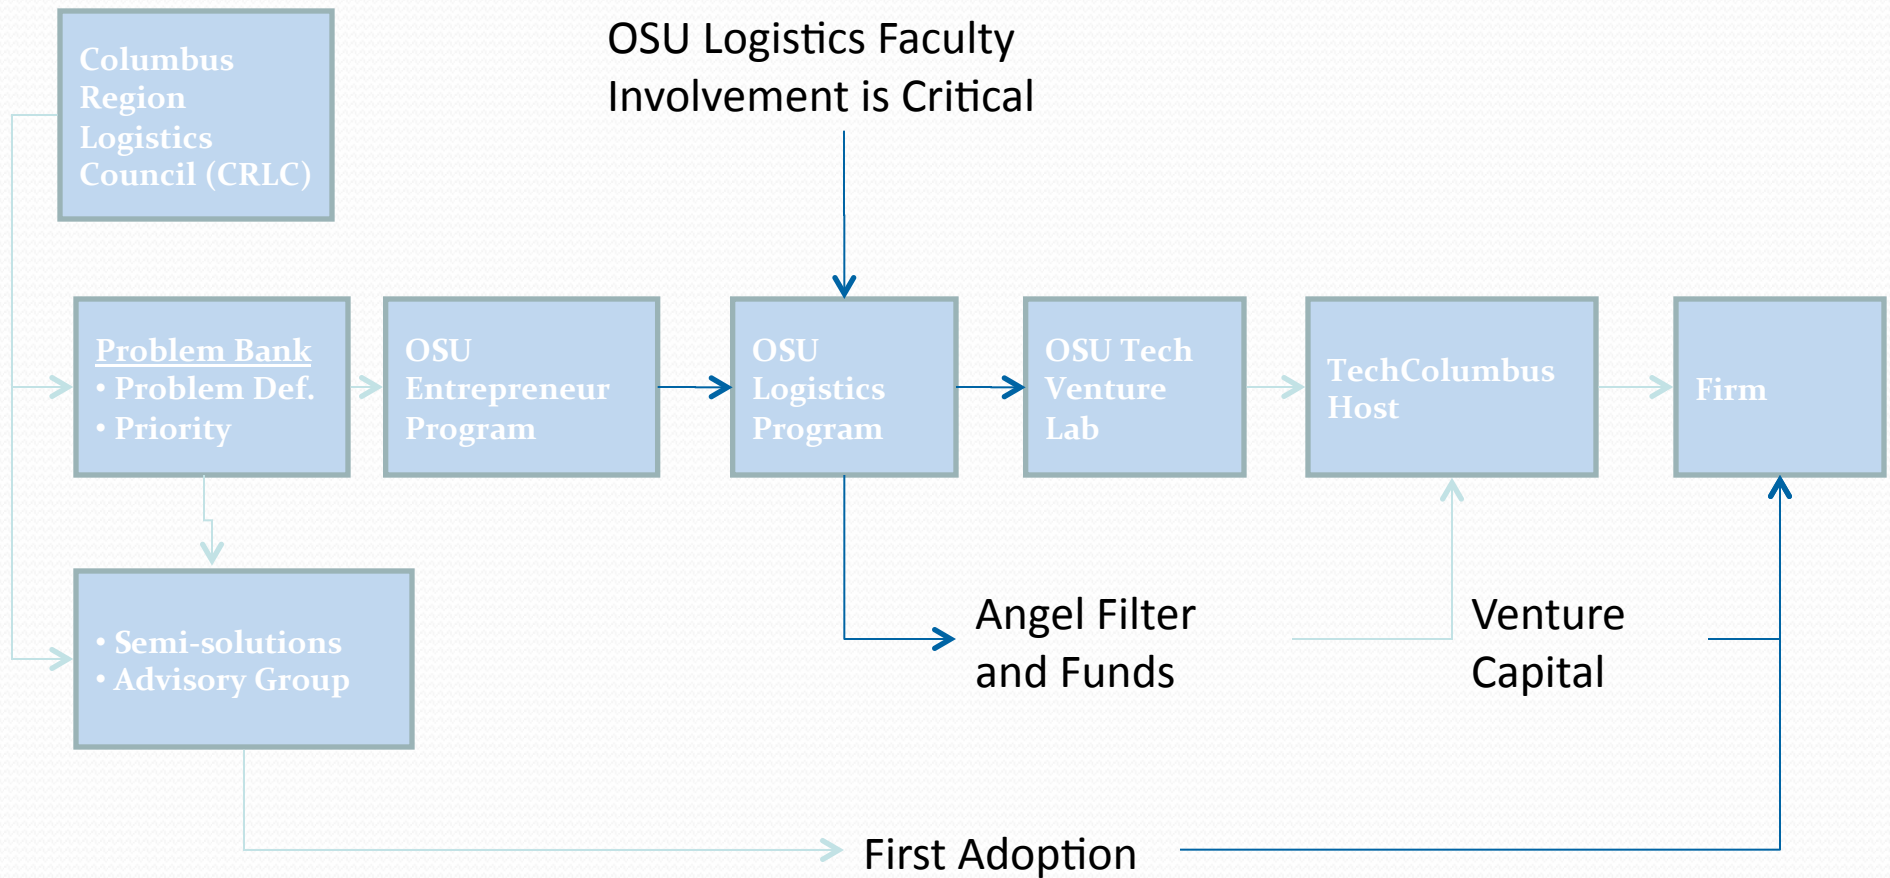 Columbus
Region
Logistics
Council (CRLC)
OSU Logistics Faculty
Involvement is Critical
Problem Bank
• Problem Def.
• Priority
OSU
Entrepreneur
Program
OSU
Logistics
Program
OSU Tech
Venture
Lab
TechColumbus
Host
Firm
• Semi-solutions
• Advisory Group
Angel Filter
and Funds
Venture
Capital
First Adoption